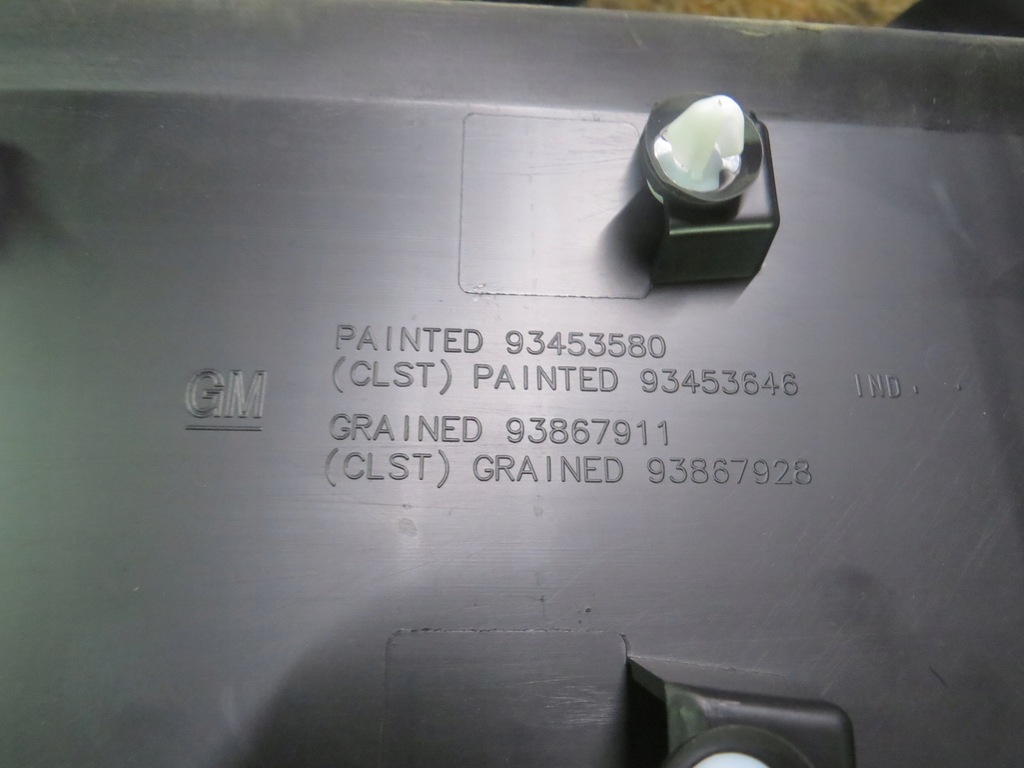 GM
PAINTED 93453580
(CLST) PAINTED 93453646 IND.
GRAINED 93867911
(CLST) GRAINED 93867928